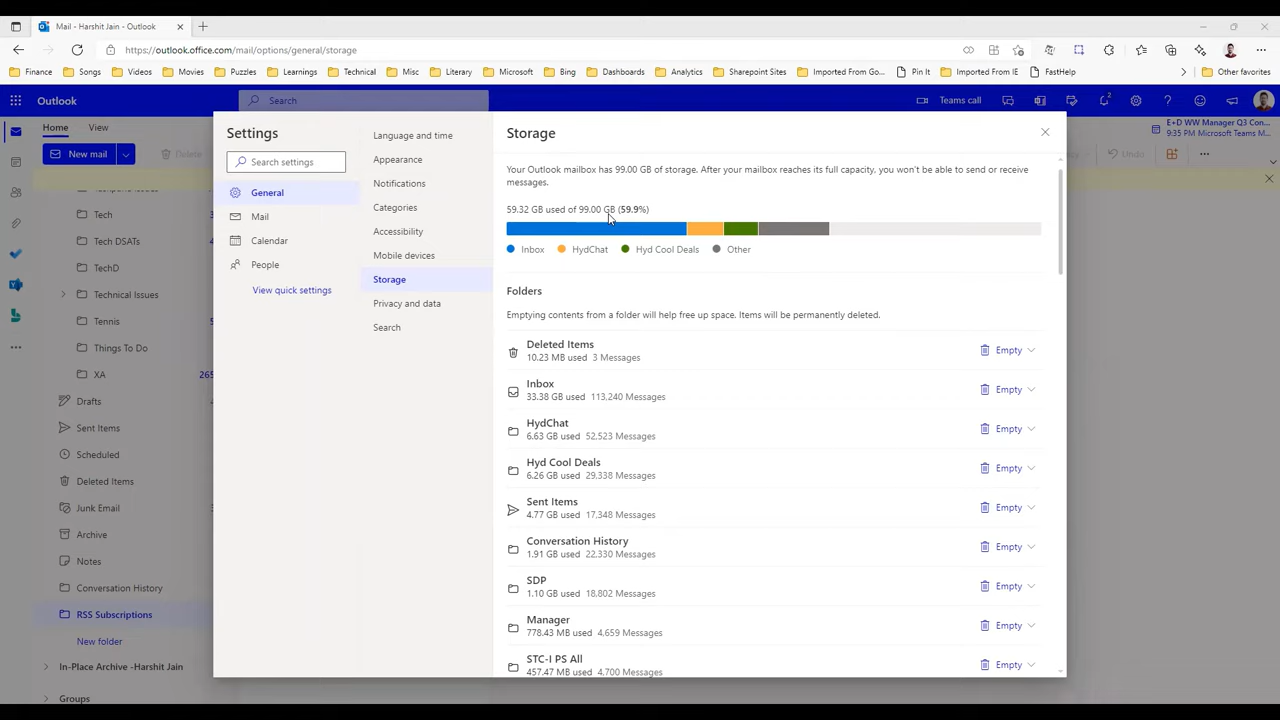 Mail - Harshit Jain - Outlook
https://outlook.office.com/mail/options/general/storage
Finance
Songs
Videos
Movies
Puzzles
Learnings
Technical
Misc
Literary
Microsoft
Bing
Dashboards
Analytics
Sharepoint Sites
Imported From Go...
Pin It
Imported From IE
FastHelp
Other favorites
Outlook
Search
Teams call
2
Home
View
E+D WW Manager Q3 Con...
9:35 PM Microsoft Teams M...
New mail
Delete
Undo
Tech
Tech DSATs
TechD
Technical Issues
Tennis
Things To Do
XA
265
Drafts
Sent Items
Scheduled
Deleted Items
Junk Email
Archive
Notes
Conversation History
RSS Subscriptions
New folder
In-Place Archive -Harshit Jain
Groups
Settings
Search settings
General
Mail
Calendar
People
View quick settings
Language and time
Appearance
Notifications
Categories
Accessibility
Mobile devices
Storage
Privacy and data
Search
Storage
Your Outlook mailbox has 99.00 GB of storage. After your mailbox reaches its full capacity, you won't be able to send or receive
messages.
59.32 GB used of 99.00 GB (59.9%)
Inbox HydChat Hyd Cool Deals Other
Folders
Emptying contents from a folder will help free up space. Items will be permanently deleted.
Deleted Items
10.23 MB used 3 Messages
Empty
Inbox
33.38 GB used 113,240 Messages
Empty
HydChat
6.63 GB used 52,523 Messages
Empty
Hyd Cool Deals
6.26 GB used 29,338 Messages
Empty
Sent Items
4.77 GB used 17,348 Messages
Empty
Conversation History
1.91 GB used 22,330 Messages
Empty
SDP
1.10 GB used 18,802 Messages
Empty
Manager
778.43 MB used 4,659 Messages
Empty
STC-I PS All
457.47 MB used 4,700 Messages
Empty